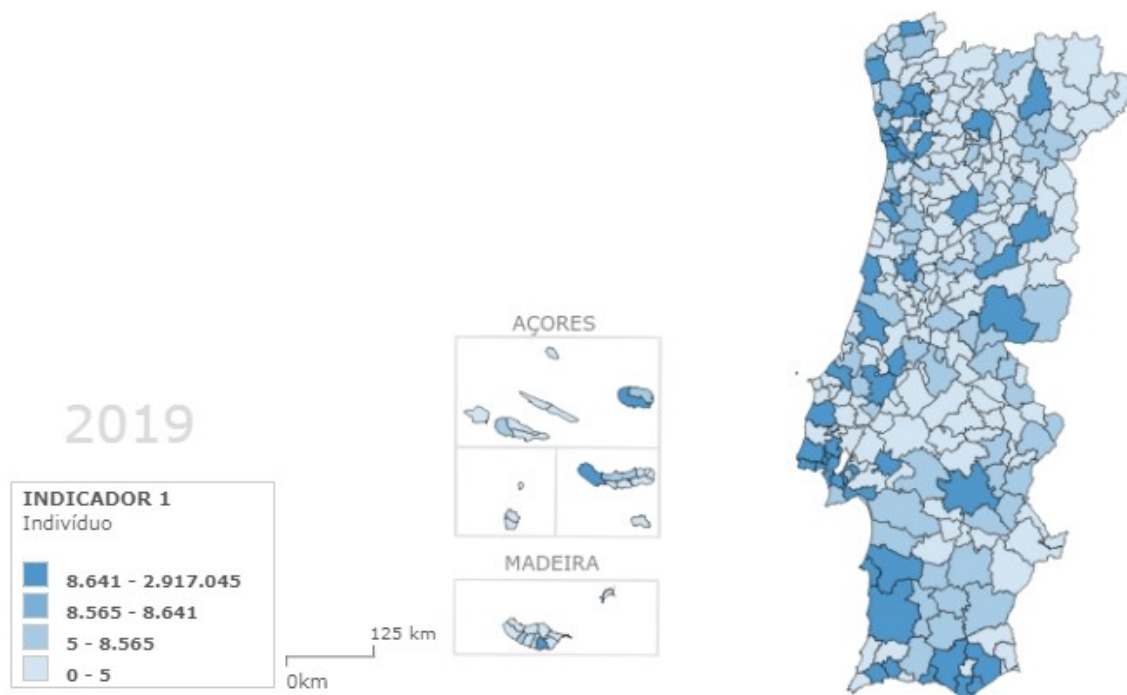 AÇORES
2019
INDICADOR 1
Indivíduo
8.641 - 2.917.045
8.565 - 8.641
5 - 8.565
0 - 5
MADEIRA
125 km
0km